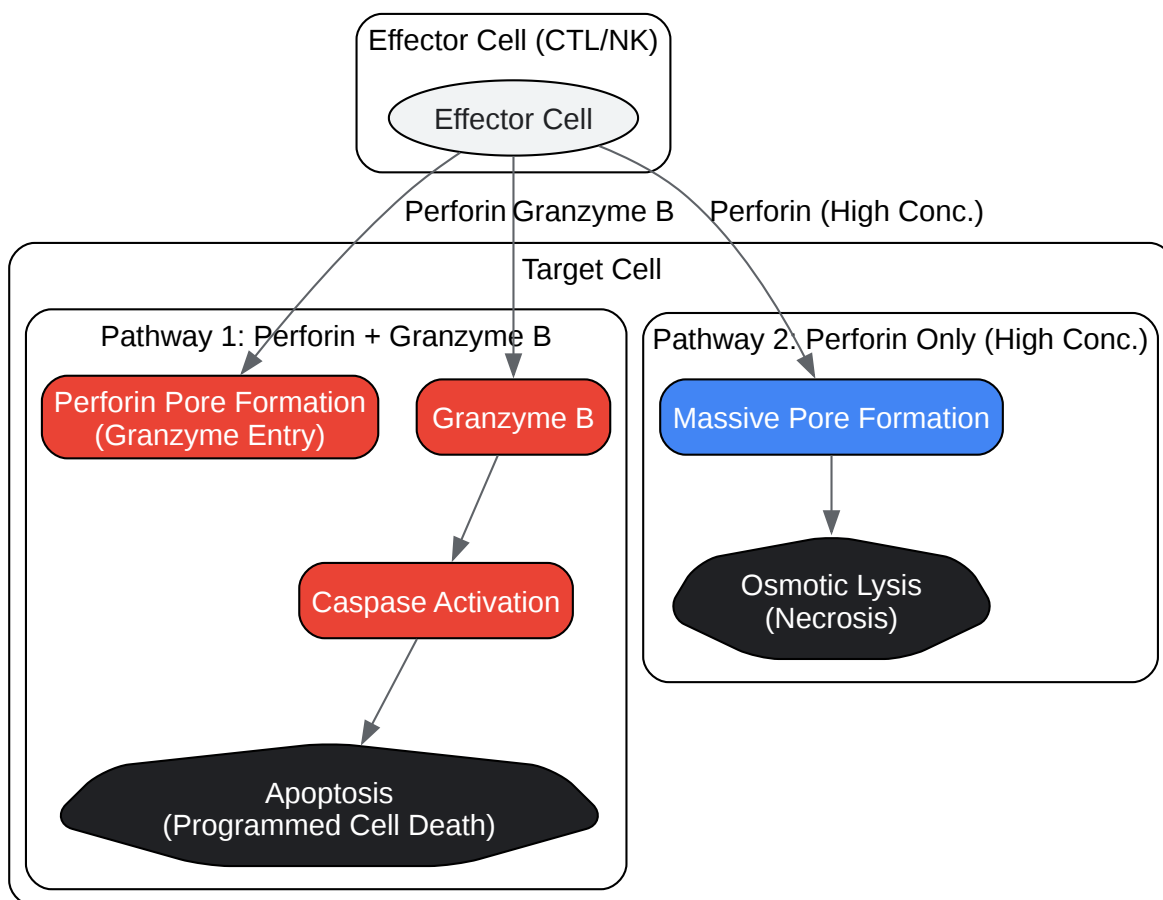 Effector Cell (CTL/NK)
Effector Cell
Perforin
Granzyme B
Perforin (High Conc.)
Target Cell
Pathway 1: Perforin + Granzyme B
Pathway 2: Perforin Only (High Conc.)
Perforin Pore Formation
(Granzyme Entry)
Granzyme B
Massive Pore Formation
Caspase Activation
Osmotic Lysis
(Necrosis)
Apoptosis
(Programmed Cell Death)